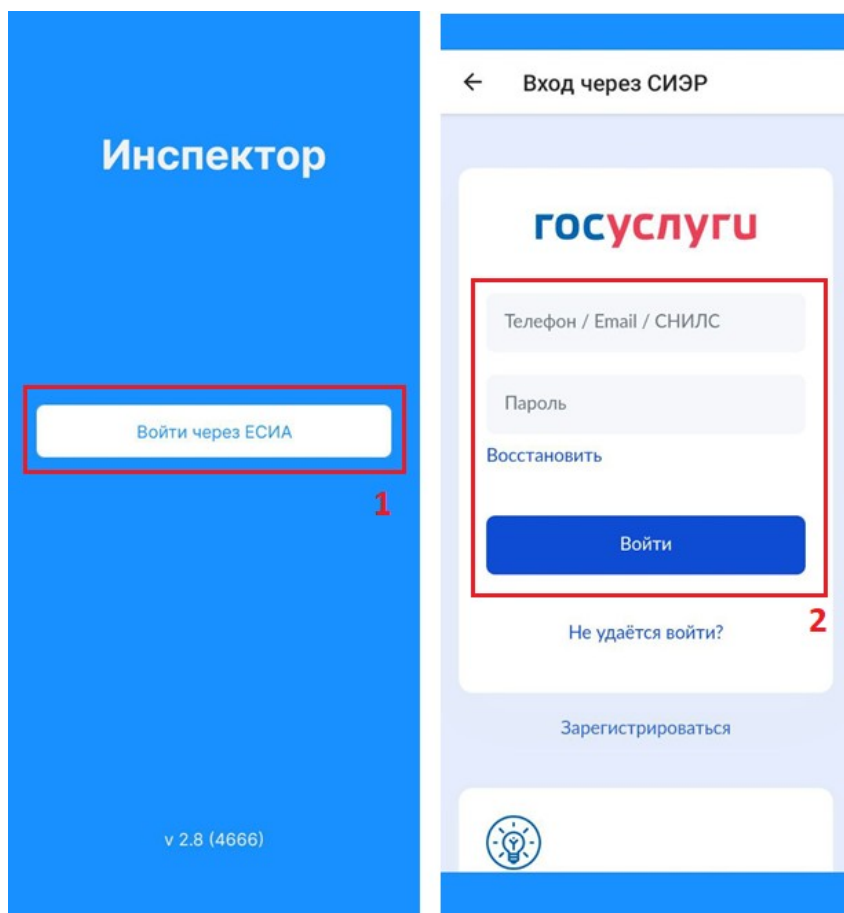 Инспектор
Войти через ЕСИА
1
v 2.8 (4666)
Вход через СИЭР
госуслуги
Телефон / Email / СНИЛС
Пароль
Восстановить
Войти
2
Не удаётся войти?
Зарегистрироваться